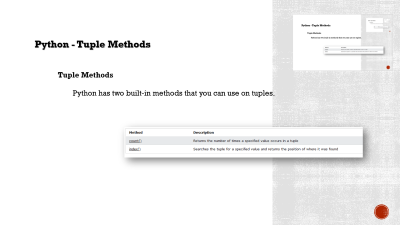 Python - Tuple Methods
Tuple Methods
Python has two built-in methods that you can use on tuples.
Method Description
count() Returns the number of times a specified value occurs in a tuple
index() Searches the tuple for a specified value and returns the position of where it was found
Python - Tuple Methods
Tuple Methods